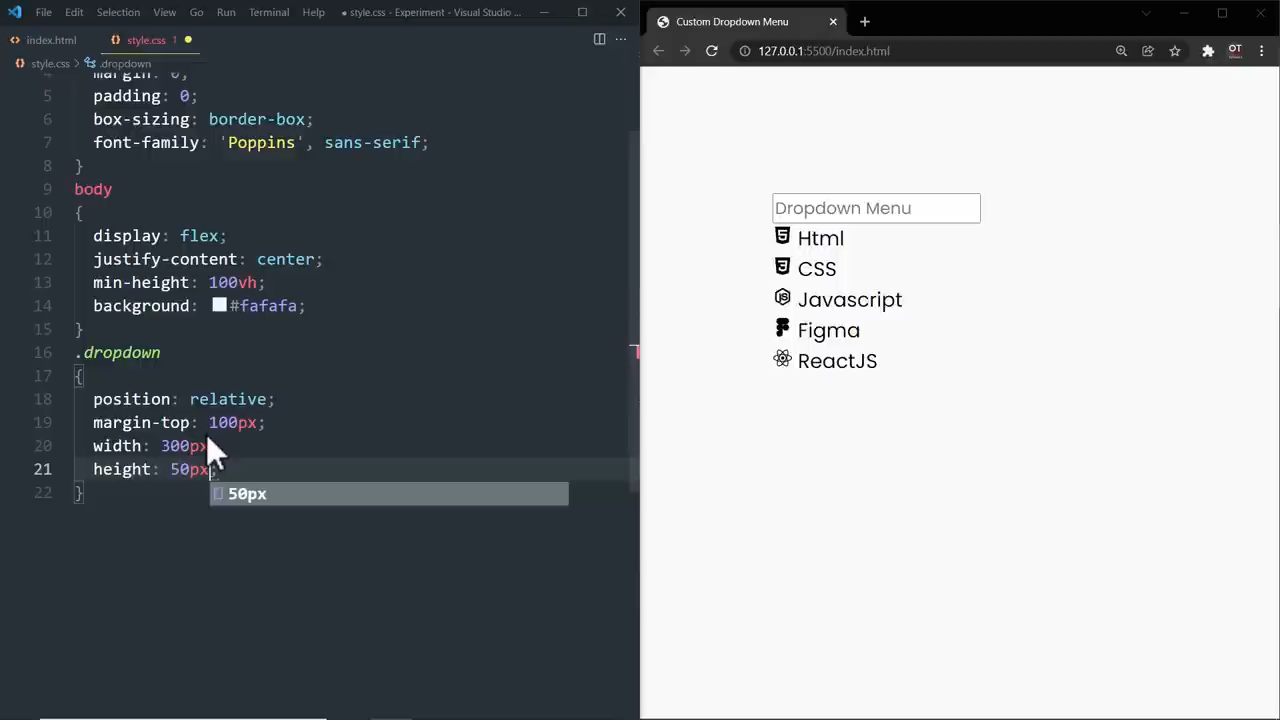 File Edit Selection View Go Run Terminal Help
style.css - Experiment - Visual Studio ...
index.html
style.css 1
style.css > .dropdown
4 margin: 0;
5 padding: 0;
6 box-sizing: border-box;
7 font-family: 'Poppins', sans-serif;
8 }
9 body
10 {
11 display: flex;
12 justify-content: center;
13 min-height: 100vh;
14 background: #fafafa;
15 }
16 .dropdown
17 {
18 position: relative;
19 margin-top: 100px;
20 width: 300px
21 height: 50px;
50px
22 }
Custom Dropdown Menu
127.0.0.1:5500/index.html
OT
Dropdown Menu
Html
CSS
Javascript
Figma
ReactJS